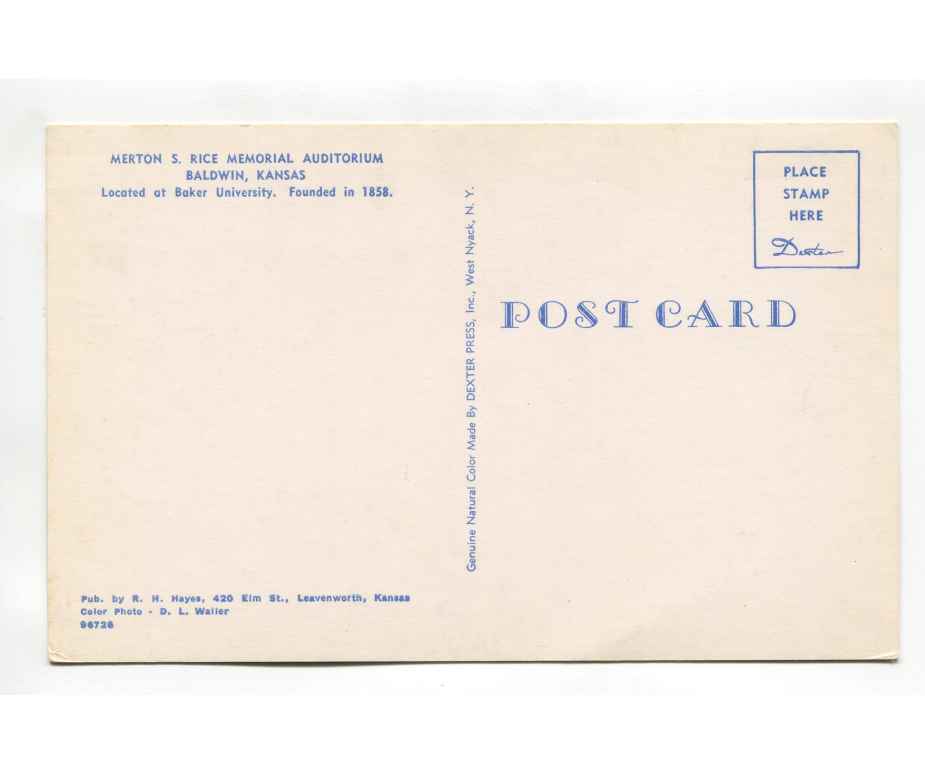 MERTON S. RICE MEMORIAL AUDITORIUM
BALDWIN, KANSAS
Located at Baker University. Founded in 1858.
Pub. by R. H. Hayes, 420 Elm St., Leavenworth, Kansas
Color Photo - D. L. Waller
96726
Genuine Natural Color Made By DEXTER PRESS, Inc., West Nyack, N. Y.
PLACE
STAMP
HERE
Dexter
POST CARD